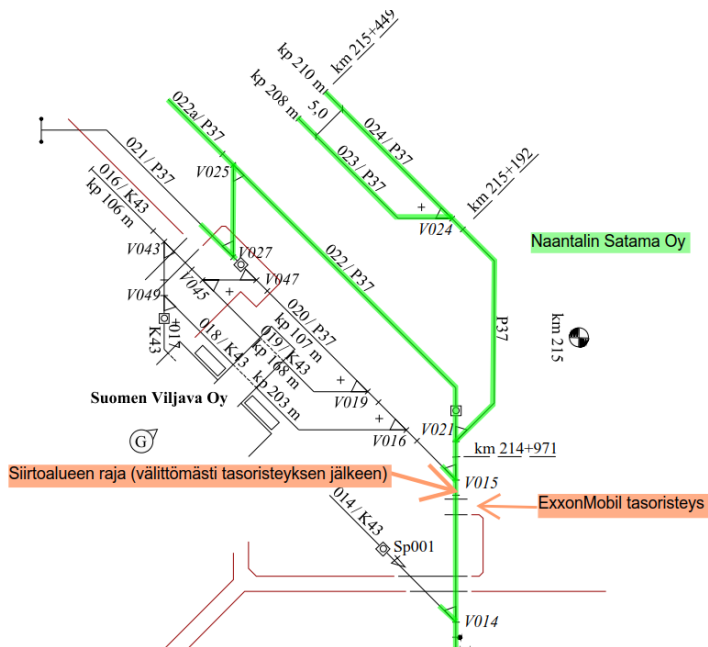 km 215+449
kp 210 m
kp 208 m
5,0
024/ P37
023/ P37
022a/ P37
021/ P37
016/ K43
kp 106 m
V025
km 215+192
V024
Naantalin Satama Oy
V027
V043
V047
V045
V049
022/ P37
020/ P37
kp 107 m
019/ K43
kp 168 m
018/ K43
kp 203 m
+017
K43
P37
km 215
Suomen Viljava Oy
V019
V016
V021
G
km 214+971
Siirtoalueen raja (välittömästi tasoristeyksen jälkeen)
V015
ExxonMobil tasoristeys
014/ K43
Sp001
V014